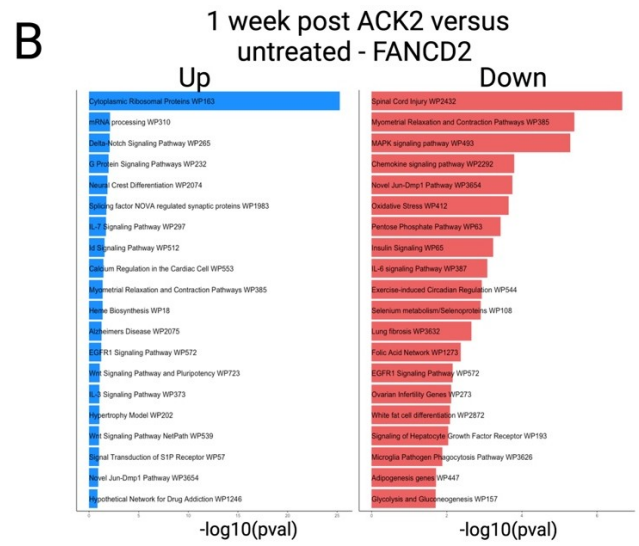 B
1 week post ACK2 versus
untreated - FANCD2
Up
Cytoplasmic Ribosomal Proteins WP163
mRNA processing WP310
Delta-Notch Signaling Pathway WP265
G Protein Signaling Pathways WP232
Neural Crest Differentiation WP2074
Splicing factor NOVA regulated synaptic proteins WP1983
IL-7 Signaling Pathway WP297
Id Signaling Pathway WP512
Calcium Regulation in the Cardiac Cell WP553
Myometrial Relaxation and Contraction Pathways WP385
Heme Biosynthesis WP18
Alzheimers Disease WP2075
EGFR1 Signaling Pathway WP572
Wnt Signaling Pathway and Pluripotency WP723
IL-3 Signaling Pathway WP373
Hypertrophy Model WP202
Wnt Signaling Pathway NetPath WP539
Signal Transduction of S1P Receptor WP57
Novel Jun-Dmp1 Pathway WP3654
Hypothetical Network for Drug Addiction WP1246
0 5 10 15 20 25
-log10(pval)
Down
Spinal Cord Injury WP2432
Myometrial Relaxation and Contraction Pathways WP385
MAPK signaling pathway WP493
Chemokine signaling pathway WP2292
Novel Jun-Dmp1 Pathway WP3654
Oxidative Stress WP412
Pentose Phosphate Pathway WP63
Insulin Signaling WP65
IL-6 signaling Pathway WP387
Exercise-induced Circadian Regulation WP544
Selenium metabolism/Selenoproteins WP108
Lung fibrosis WP3632
Folic Acid Network WP1273
EGFR1 Signaling Pathway WP572
Ovarian Infertility Genes WP273
White fat cell differentiation WP2872
Signaling of Hepatocyte Growth Factor Receptor WP193
Microglia Pathogen Phagocytosis Pathway WP3626
Adipogenesis genes WP447
Glycolysis and Gluconeogenesis WP157
0 2 4 6
-log10(pval)